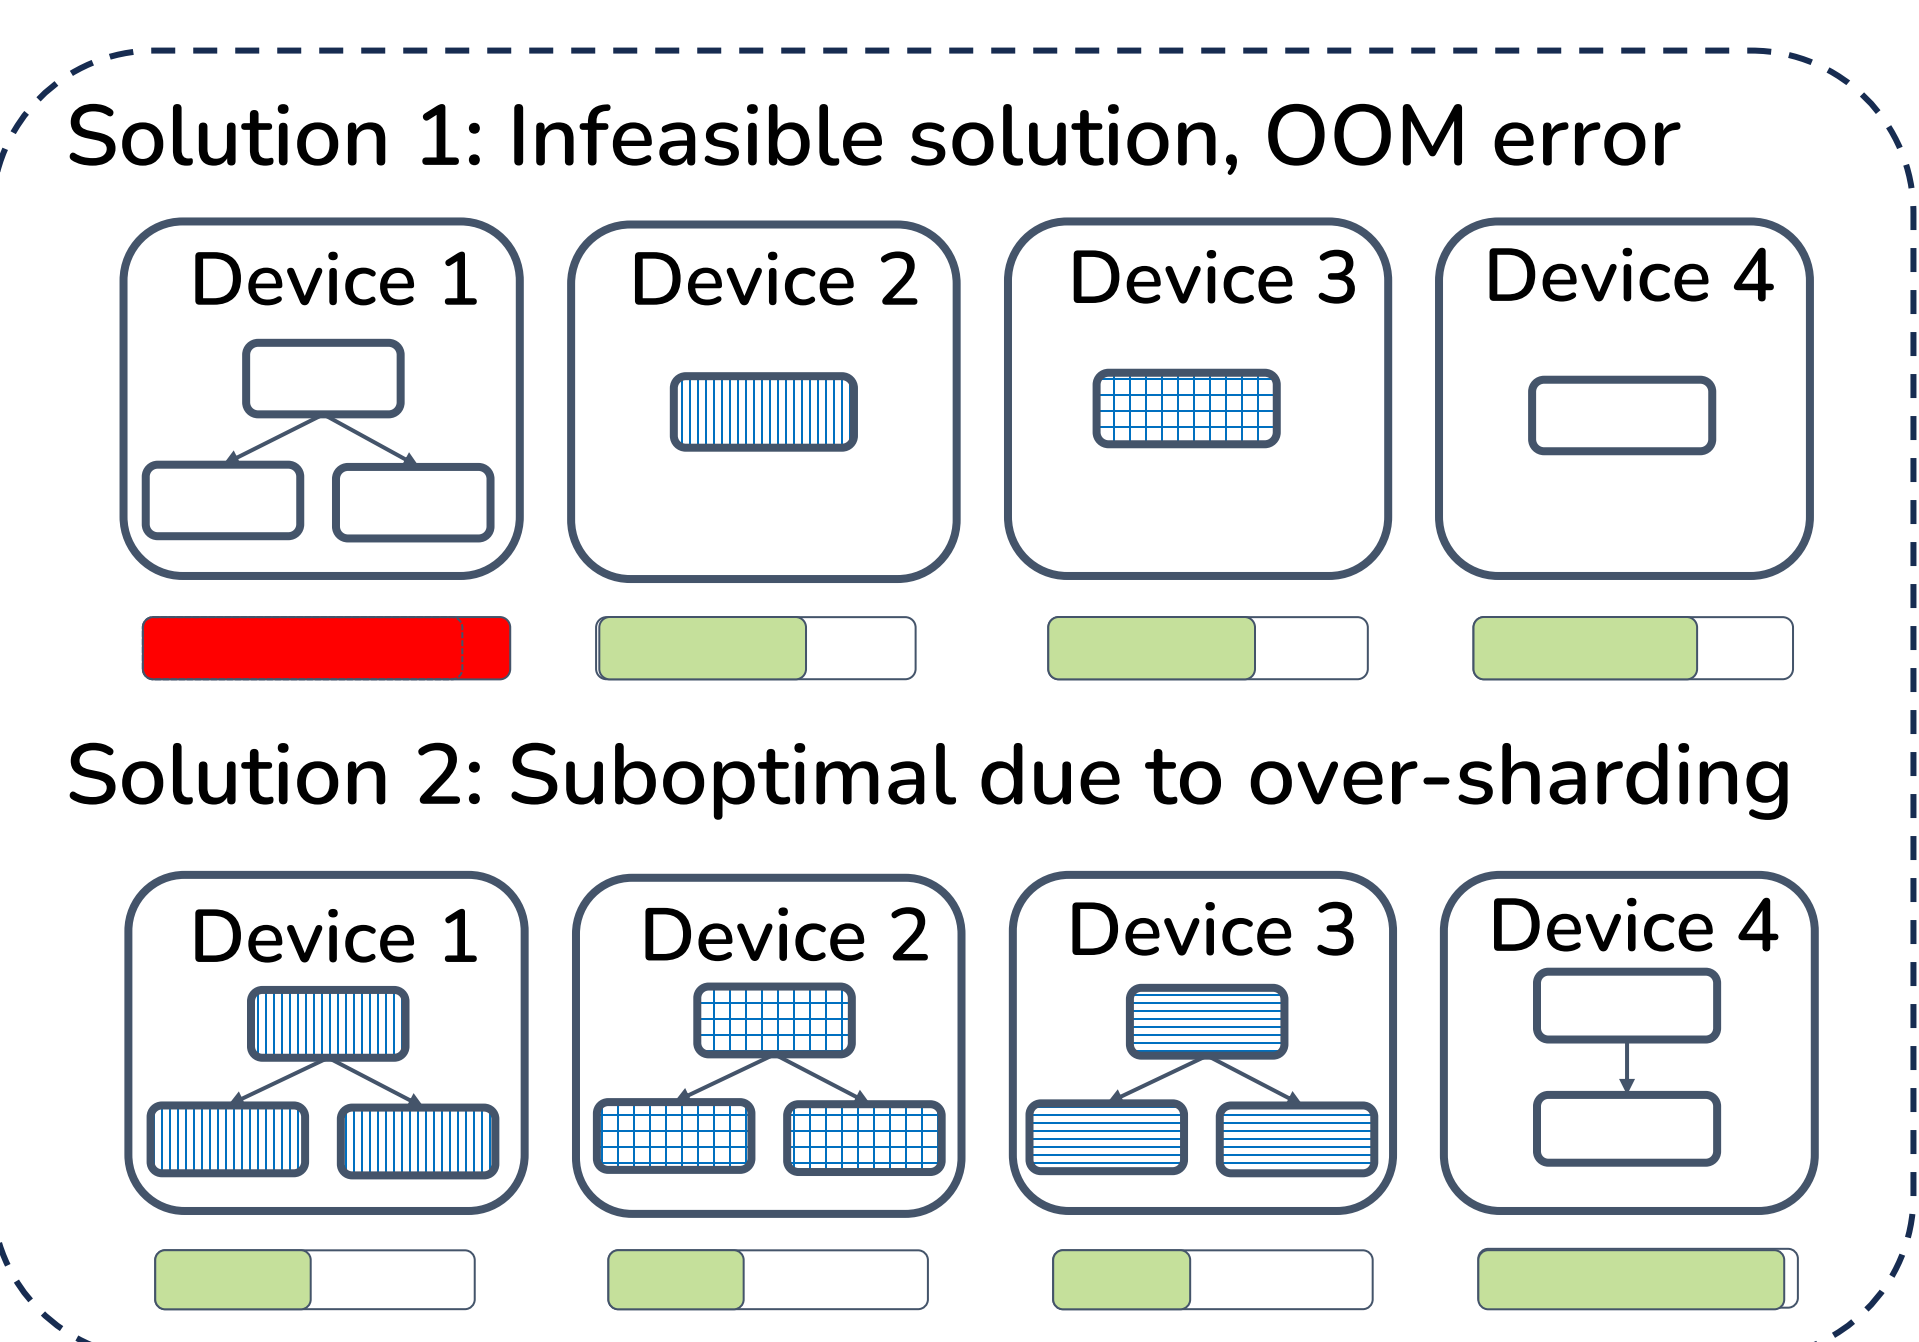 Solution 1: Infeasible solution, OOM error
Device 1
Device 2
Device 3
Device 4
Solution 2: Suboptimal due to over-sharding
Device 1
Device 2
Device 3
Device 4